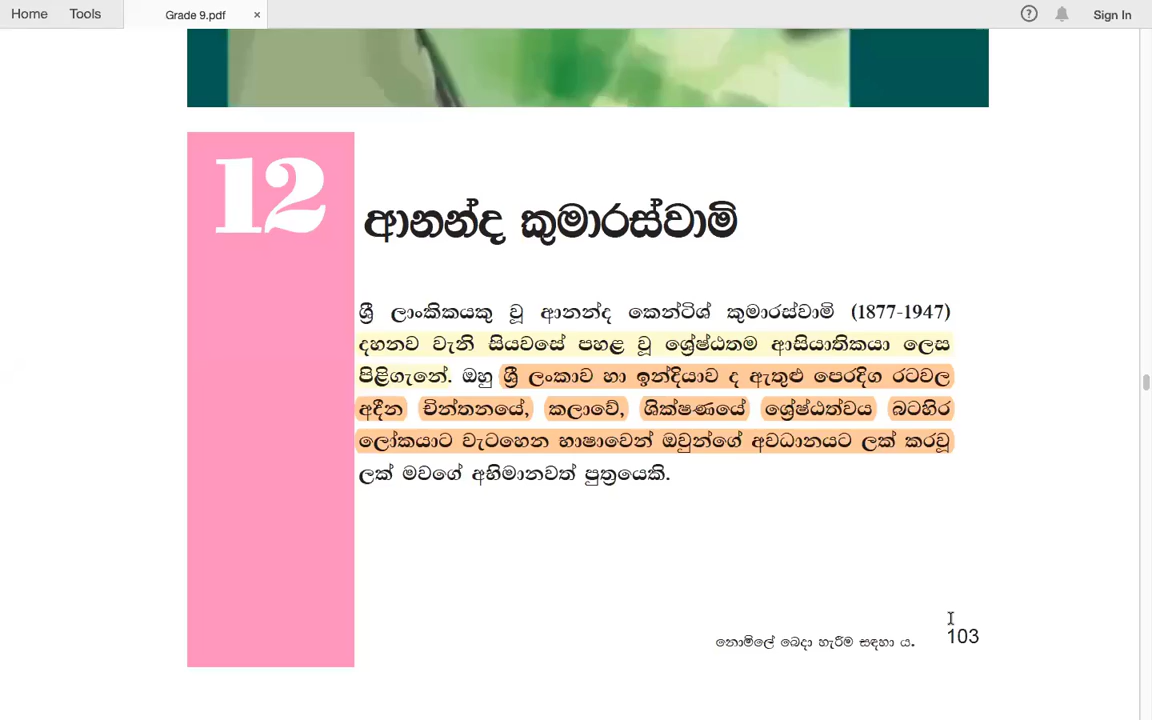 Home Tools Grade 9.pdf × ? Sign In
12
ආනන්ද කුමාරස්වාමි
ශ්‍රී ලාංකිකයකු වූ ආනන්ද කෙන්ටිශ් කුමාරස්වාමි (1877-1947)
දහනව වැනි සියවසේ පහළ වූ ශ්‍රේෂ්ඨතම ආසියාතිකයා ලෙස
පිළිගැනේ. ඔහු ශ්‍රී ලංකාව හා ඉන්දියාව ද ඇතුළු පෙරදිග රටවල
අදීන චින්තනයේ, කලාවේ, ශික්ෂණයේ ශ්‍රේෂ්ඨත්වය බටහිර
ලෝකයාට වැටහෙන භාෂාවෙන් ඔවුන්ගේ අවධානයට ලක් කරවූ
ලක් මවගේ අභිමානවත් පුත්‍රයෙකි.
නොමිලේ බෙදා හැරීම සඳහා ය.
103